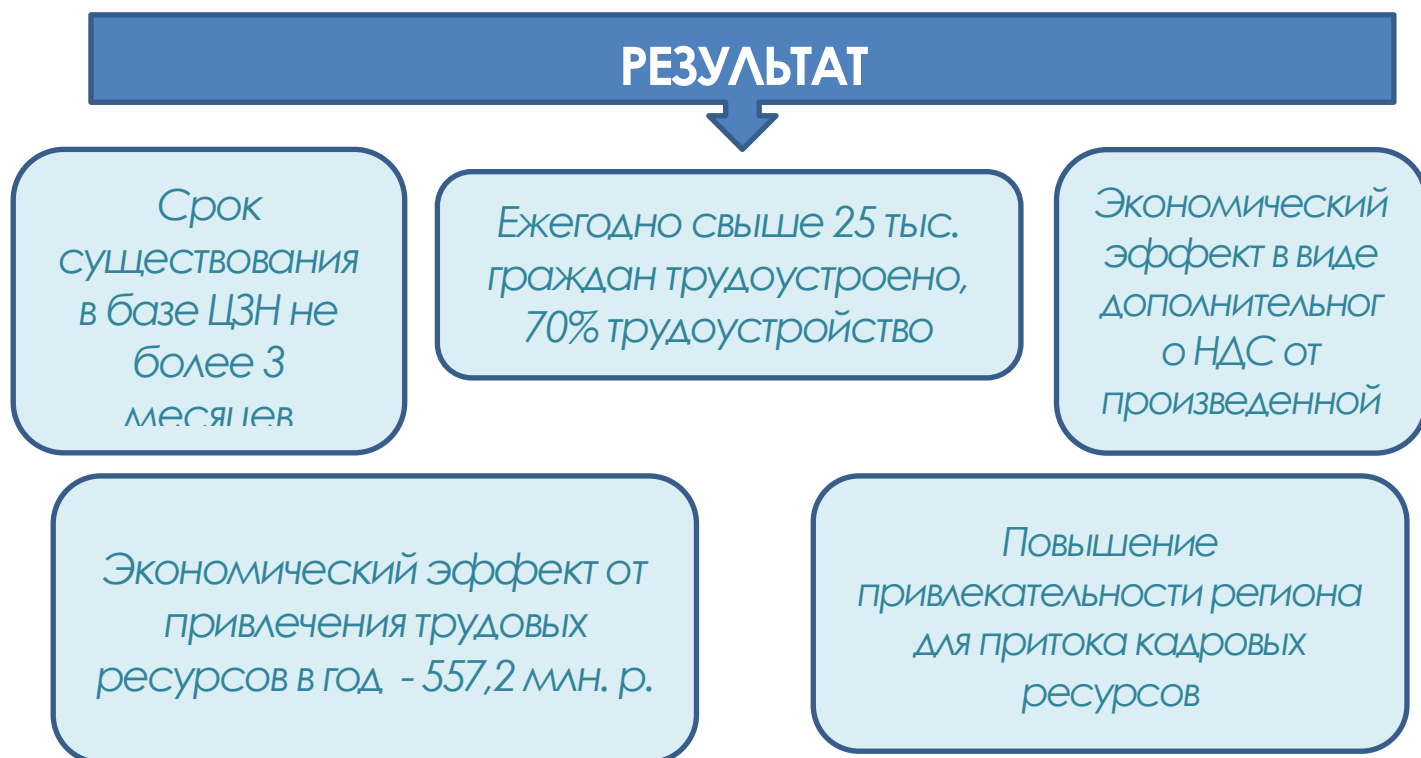 РЕЗУЛЬТАТ
Срок
существования
в базе ЦЗН не
более 3
месяцев
Ежегодно свыше 25 тыс.
граждан трудоустроено,
70% трудоустройство
Экономический
эффект в виде
дополнительног
о НДС от
произведенной
Экономический эффект от
привлечения трудовых
ресурсов в год - 557,2 млн. р.
Повышение
привлекательности региона
для притока кадровых
ресурсов